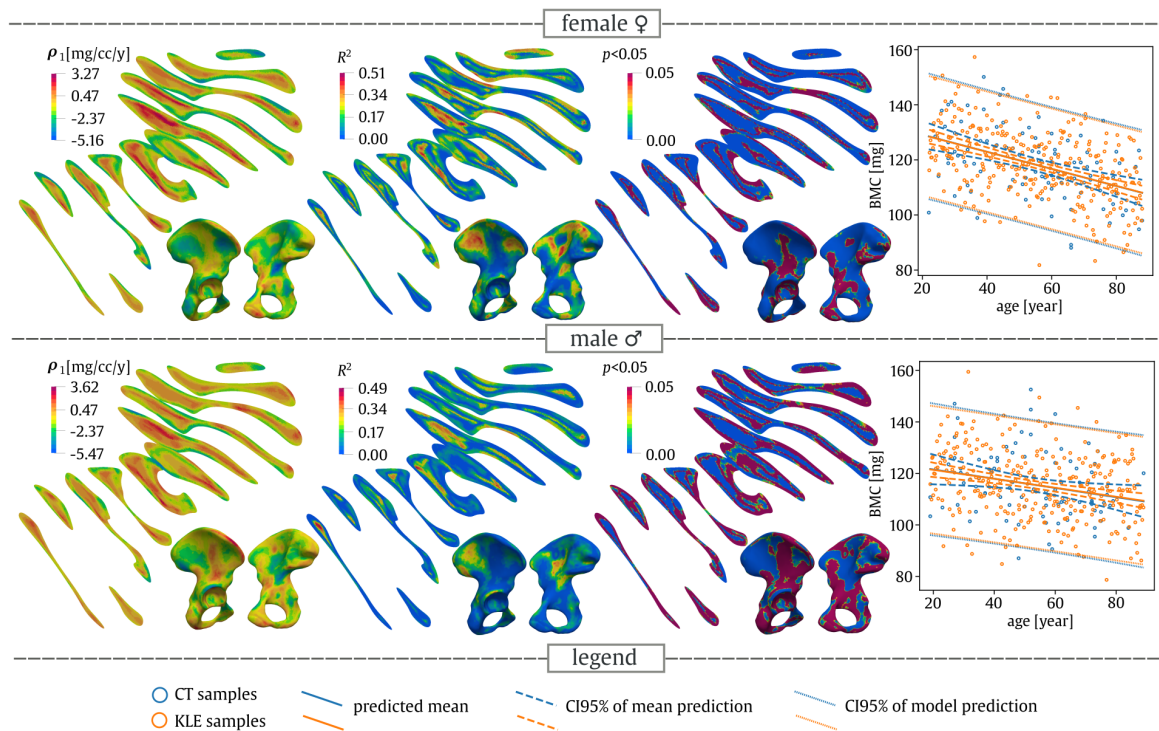 female ♀
ρ₁[mg/cc/y]
3.27
0.47
-2.37
-5.16
R²
0.51
0.34
0.17
0.00
p<0.05
0.05
0.00
BMC [mg]
160
140
120
100
80
20 40 60 80
age [year]
male ♂
ρ₁[mg/cc/y]
3.62
0.47
-2.37
-5.47
R²
0.49
0.34
0.17
0.00
p<0.05
0.05
0.00
BMC [mg]
160
140
120
100
80
20 40 60 80
age [year]
legend
CT samples
KLE samples
predicted mean
CI95% of mean prediction
CI95% of model prediction